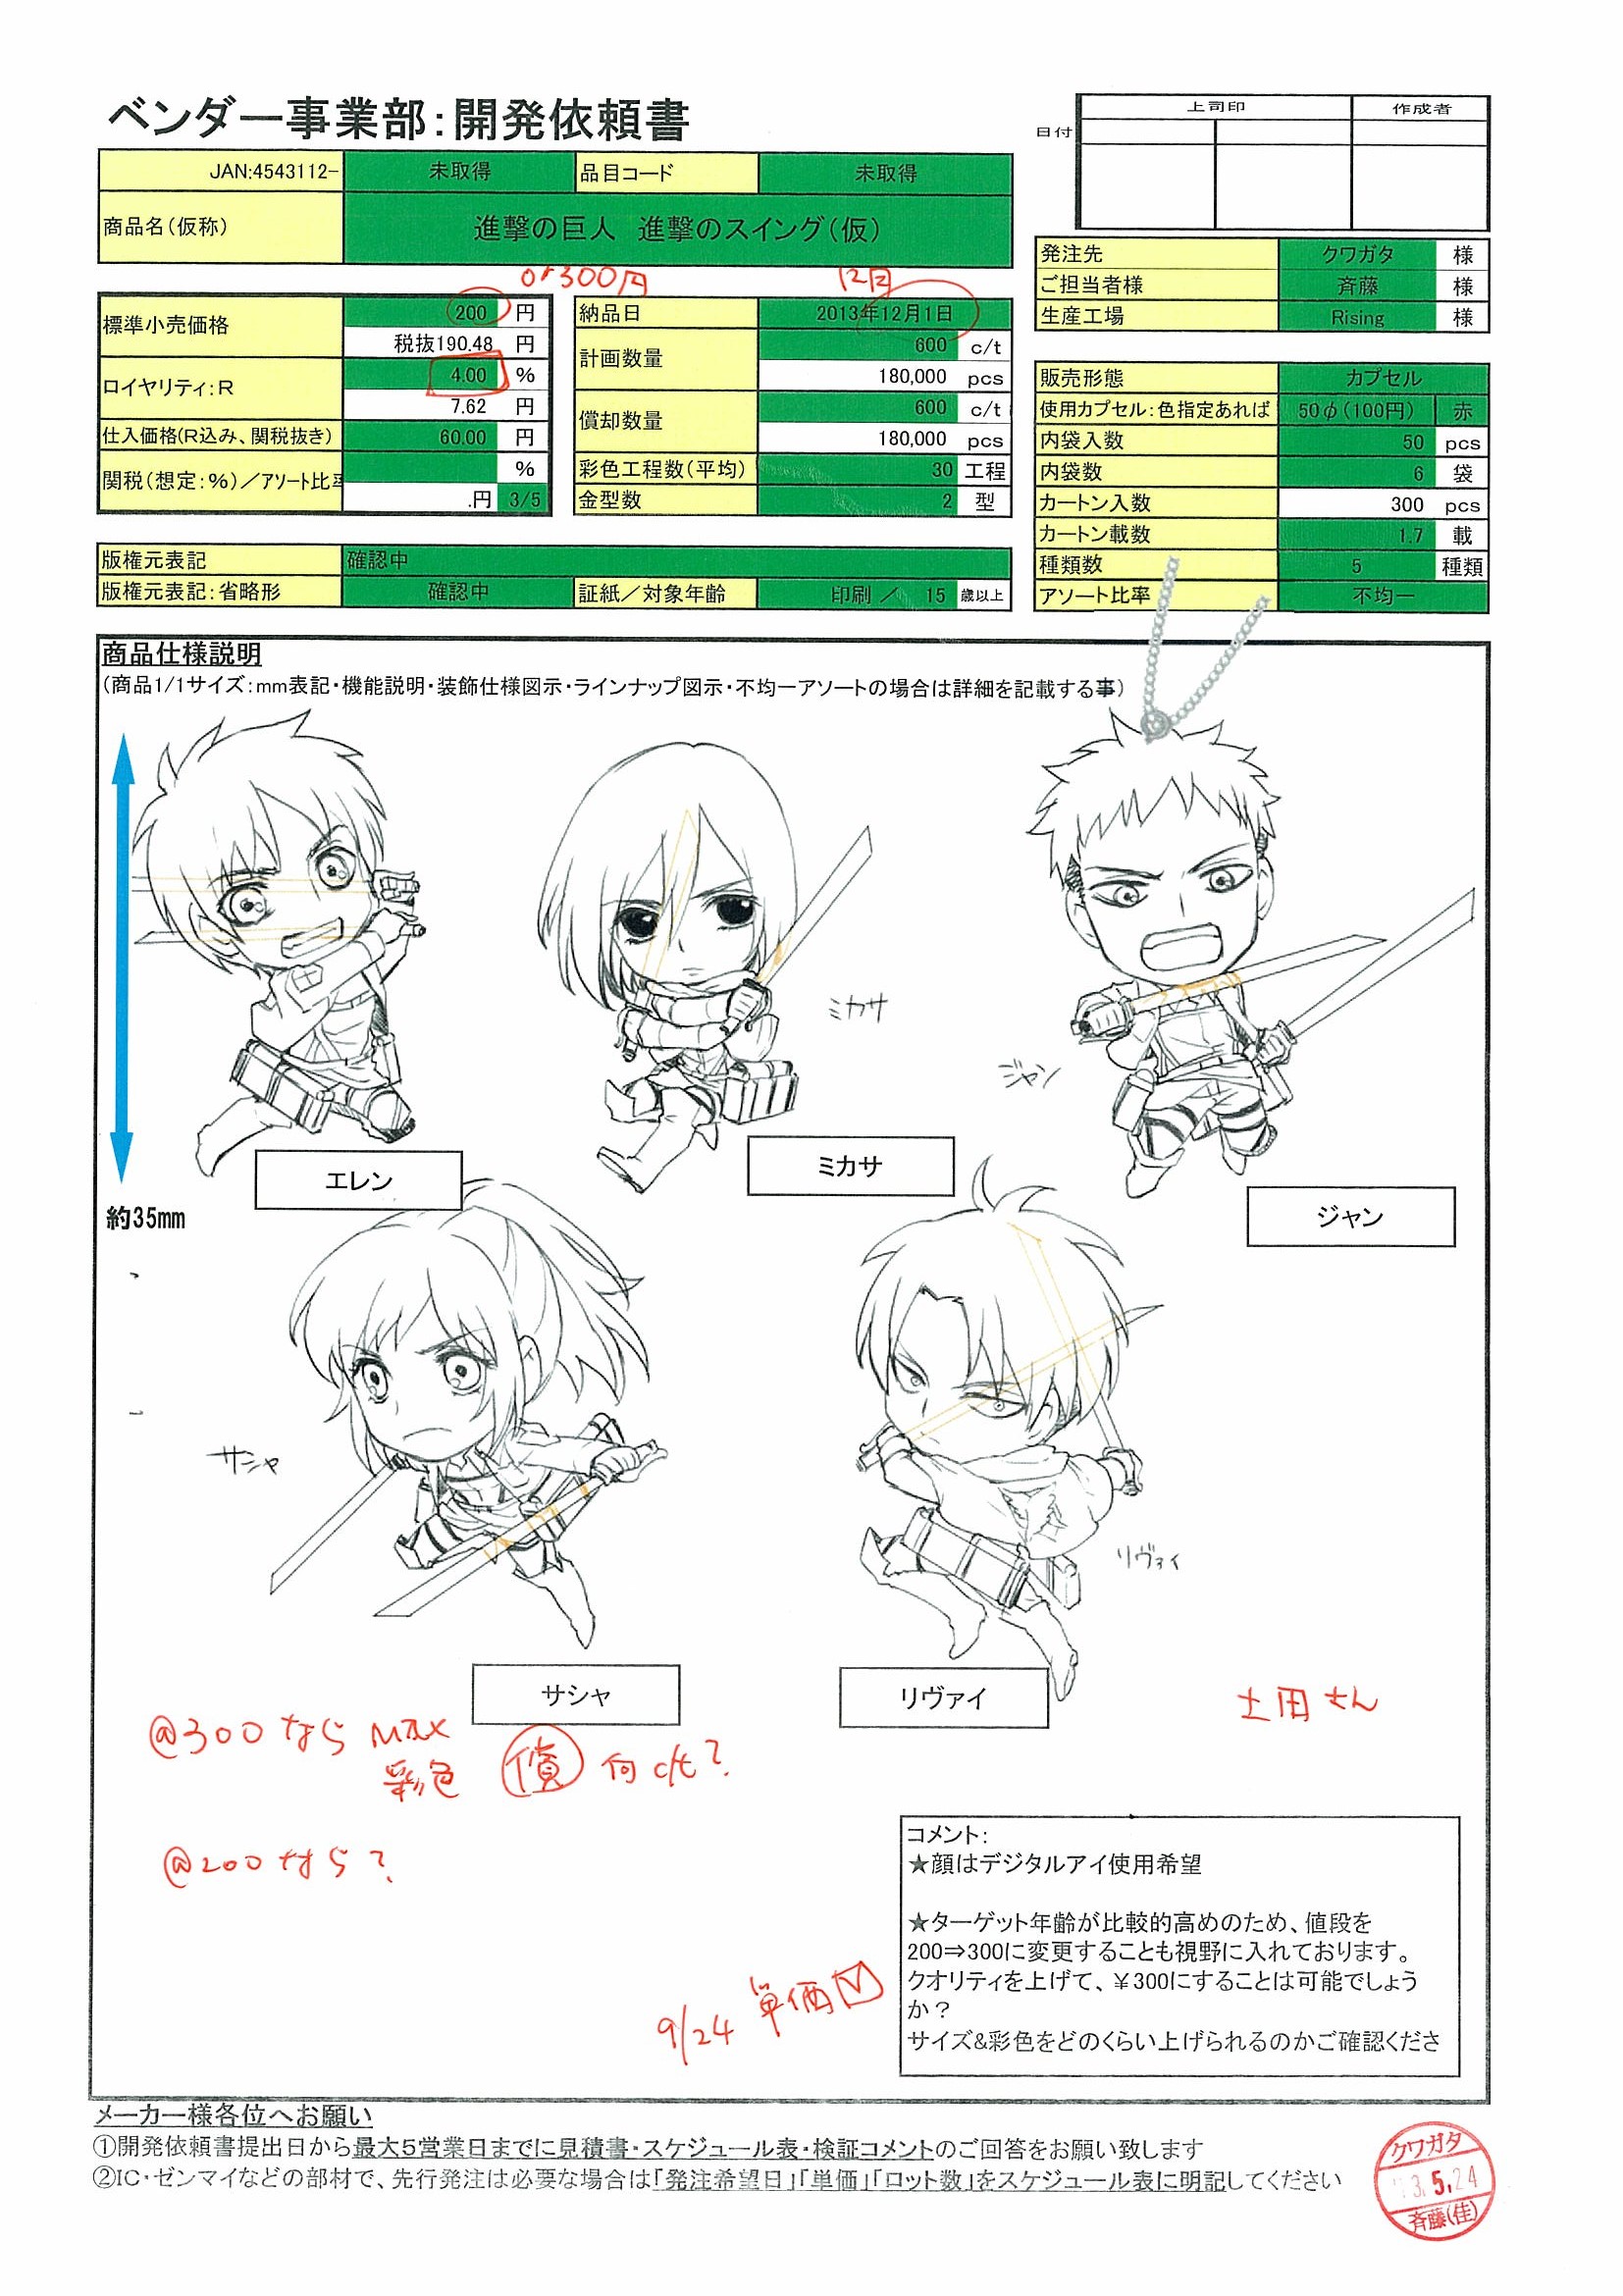 ベンダー事業部：開発依頼書
上司印 作成者
日付
JAN:4543112- 未取得 品目コード 未取得
商品名（仮称） 進撃の巨人 進撃のスイング（仮）
発注先 クワガタ 様
ご担当者様 斉藤 様
生産工場 Rising 様
or300円 12月
標準小売価格 200 円
税抜190.48 円
ロイヤリティ：R 4.00 %
7.62 円
仕入価格（R込み、関税抜き） 60.00 円
関税（想定：%）／アソート比率 %
.円 3/5
納品日 2013年12月1日
計画数量 600 c/t
180,000 pcs
償却数量 600 c/t
180,000 pcs
彩色工程数（平均） 30 工程
金型数 2 型
販売形態 カプセル
使用カプセル：色指定あれば 50φ（100円） 赤
内袋入数 50 pcs
内袋数 6 袋
カートン入数 300 pcs
カートン載数 1.7 載
種類数 5 種類
アソート比率 不均一
版権元表記 確認中
版権元表記：省略形 確認中 証紙／対象年齢 印刷 ／ 15 歳以上
商品仕様説明
（商品1/1サイズ：mm表記・機能説明・装飾仕様図示・ラインナップ図示・不均一アソートの場合は詳細を記載する事）
ミカサ
ジャン
エレン
ミカサ
ジャン
約35mm
サシャ
リヴァイ
サシャ
リヴァイ
土田さん
@300なら MAX
彩色 償 何c/t？
@200なら？
9/24 単価
コメント：
★顔はデジタルアイ使用希望
★ターゲット年齢が比較的高めのため、値段を
200⇒300に変更することも視野に入れております。
クオリティを上げて、￥300にすることは可能でしょう
か？
サイズ&彩色をどのくらい上げられるのかご確認くださ
メーカー様各位へお願い
①開発依頼書提出日から最大５営業日までに見積書・スケジュール表・検証コメントのご回答をお願い致します
②IC・ゼンマイなどの部材で、先行発注は必要な場合は「発注希望日」「単価」「ロット数」をスケジュール表に明記してください
クワガタ
3.5.24
斉藤（佳）